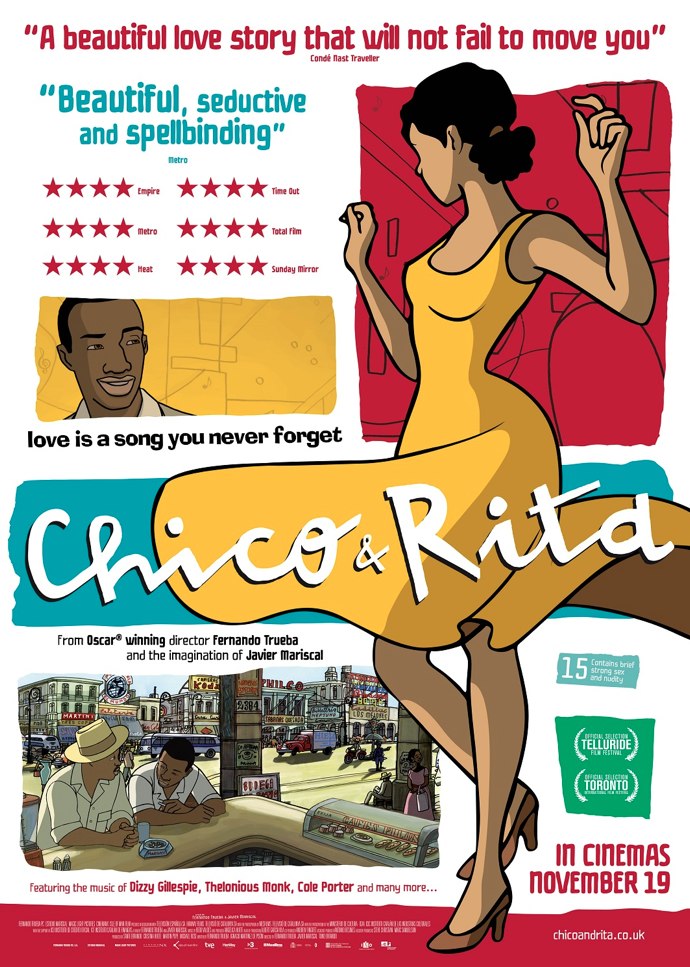 “A beautiful love story that will not fail to move you”
Condé Nast Traveller
“Beautiful, seductive
and spellbinding”
Metro
★★★★ Empire ★★★★ Time Out
★★★★ Metro ★★★★ Total Film
★★★★ Heat ★★★★ Sunday Mirror
love is a song you never forget
Chico & Rita
From Oscar® winning director Fernando Trueba
and the imagination of Javier Mariscal
15 Contains brief
strong sex
and nudity
Kodak
PHILCO
MARTINI
OFFICIAL SELECTION
TELLURIDE
FILM FESTIVAL
OFFICIAL SELECTION
TORONTO
INTERNATIONAL FILM FESTIVAL
IN CINEMAS
NOVEMBER 19
featuring the music of Dizzy Gillespie, Thelonious Monk, Cole Porter and many more...
chicoandrita.co.uk